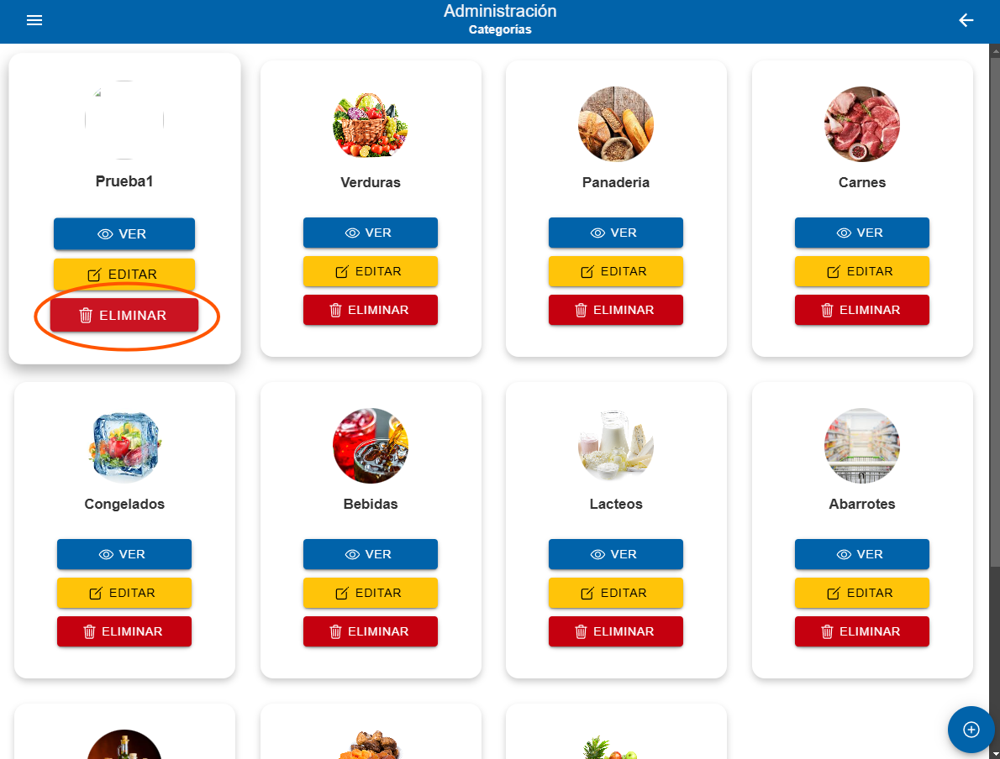 Administración
Categorías
Prueba1
VER
EDITAR
ELIMINAR
Verduras
VER
EDITAR
ELIMINAR
Panaderia
VER
EDITAR
ELIMINAR
Carnes
VER
EDITAR
ELIMINAR
Congelados
VER
EDITAR
ELIMINAR
Bebidas
VER
EDITAR
ELIMINAR
Lacteos
VER
EDITAR
ELIMINAR
Abarrotes
VER
EDITAR
ELIMINAR